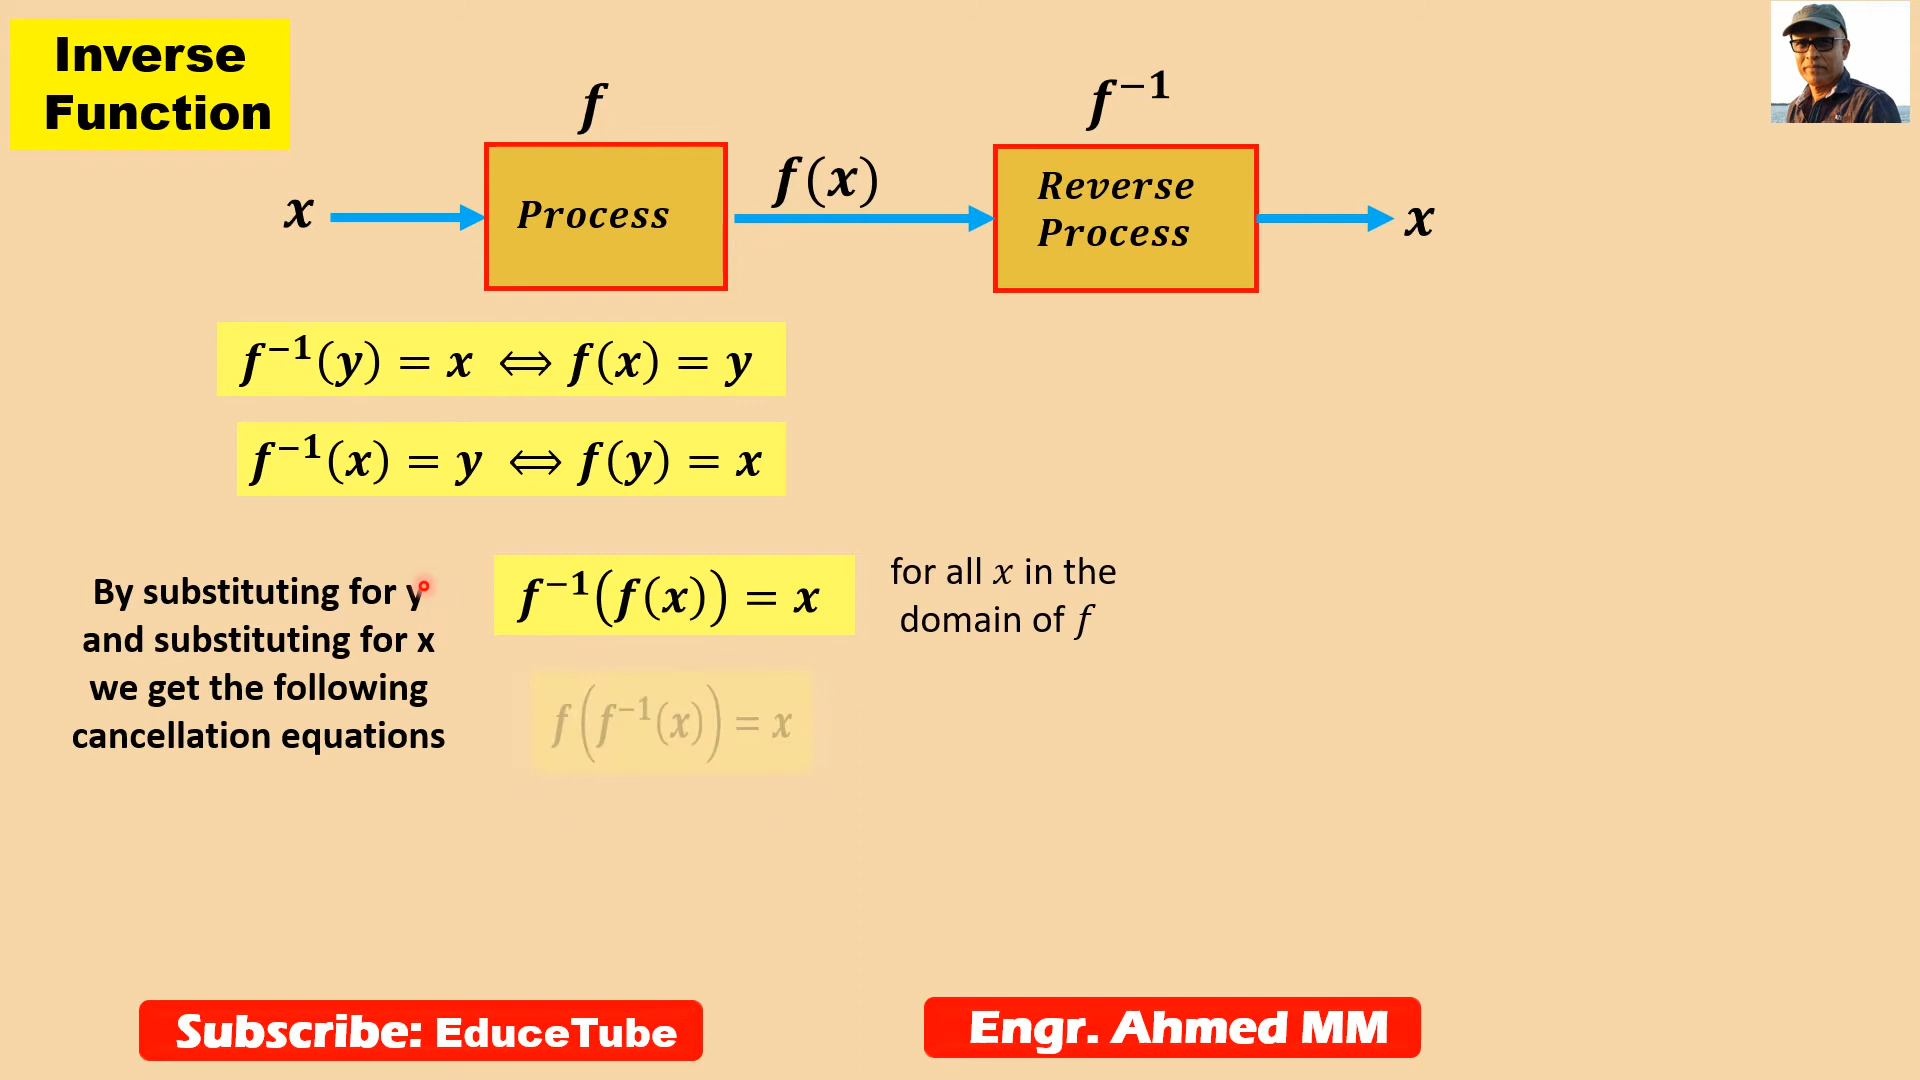 Inverse
Function
f
f⁻¹
x
Process
f(x)
Reverse
Process
x
f⁻¹(y) = x ⟺ f(x) = y
f⁻¹(x) = y ⟺ f(y) = x
By substituting for y
and substituting for x
we get the following
cancellation equations
f⁻¹(f(x)) = x
for all x in the
domain of f
f(f⁻¹(x)) = x
Subscribe: EduceTube
Engr. Ahmed MM